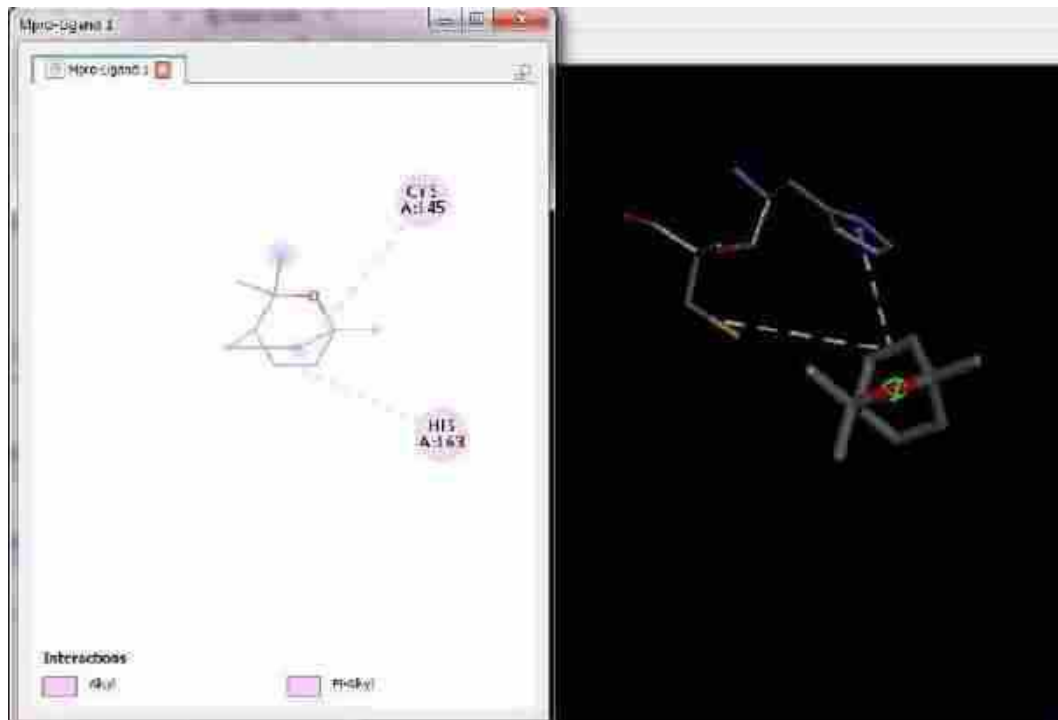 Mpro-Ligand 1
Mpro-Ligand 1
CYS
A:145
HIS
A:163
Interactions
Alkyl
Pi-Alkyl